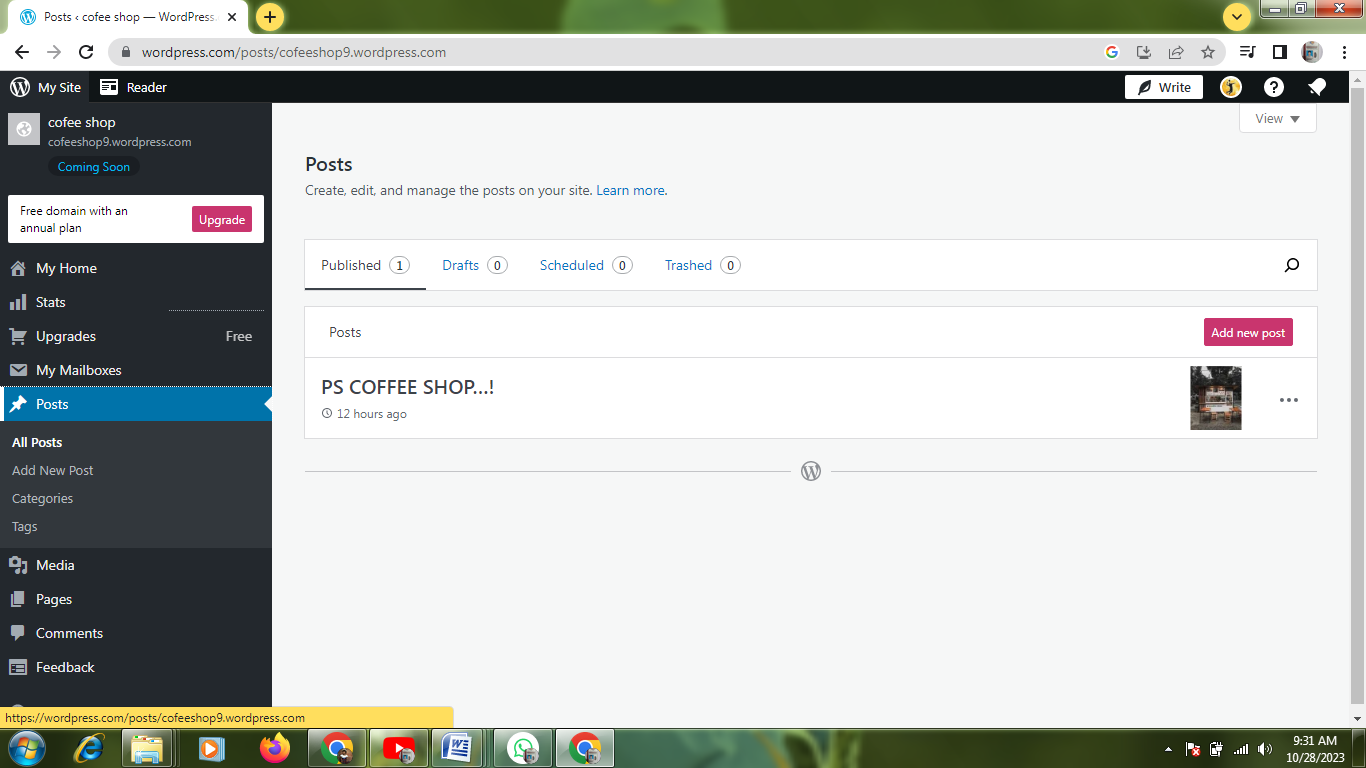 Posts ‹ cofee shop — WordPress.
wordpress.com/posts/cofeeshop9.wordpress.com
My Site
Reader
Write
cofee shop
cofeeshop9.wordpress.com
Coming Soon
View
Posts
Create, edit, and manage the posts on your site. Learn more.
Free domain with an
annual plan
Upgrade
My Home
Stats
Upgrades Free
My Mailboxes
Posts
All Posts
Add New Post
Categories
Tags
Media
Pages
Comments
Feedback
Published 1 Drafts 0 Scheduled 0 Trashed 0
Posts
Add new post
PS COFFEE SHOP…!
12 hours ago
https://wordpress.com/posts/cofeeshop9.wordpress.com
9:31 AM
10/28/2023